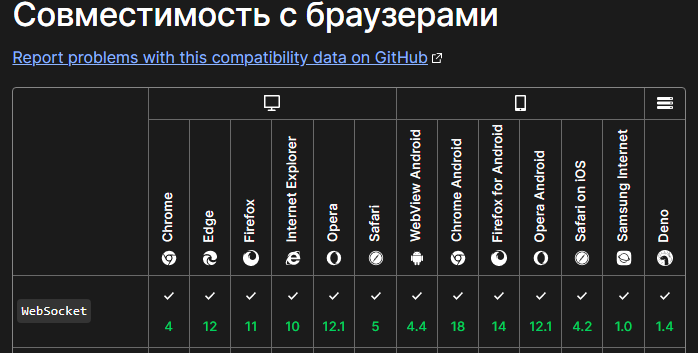 Совместимость с браузерами
Report problems with this compatibility data on GitHub
Chrome
Edge
Firefox
Internet Explorer
Opera
Safari
WebView Android
Chrome Android
Firefox for Android
Opera Android
Safari on iOS
Samsung Internet
Deno
WebSocket
4 12 11 10 12.1 5 4.4 18 14 12.1 4.2 1.0 1.4